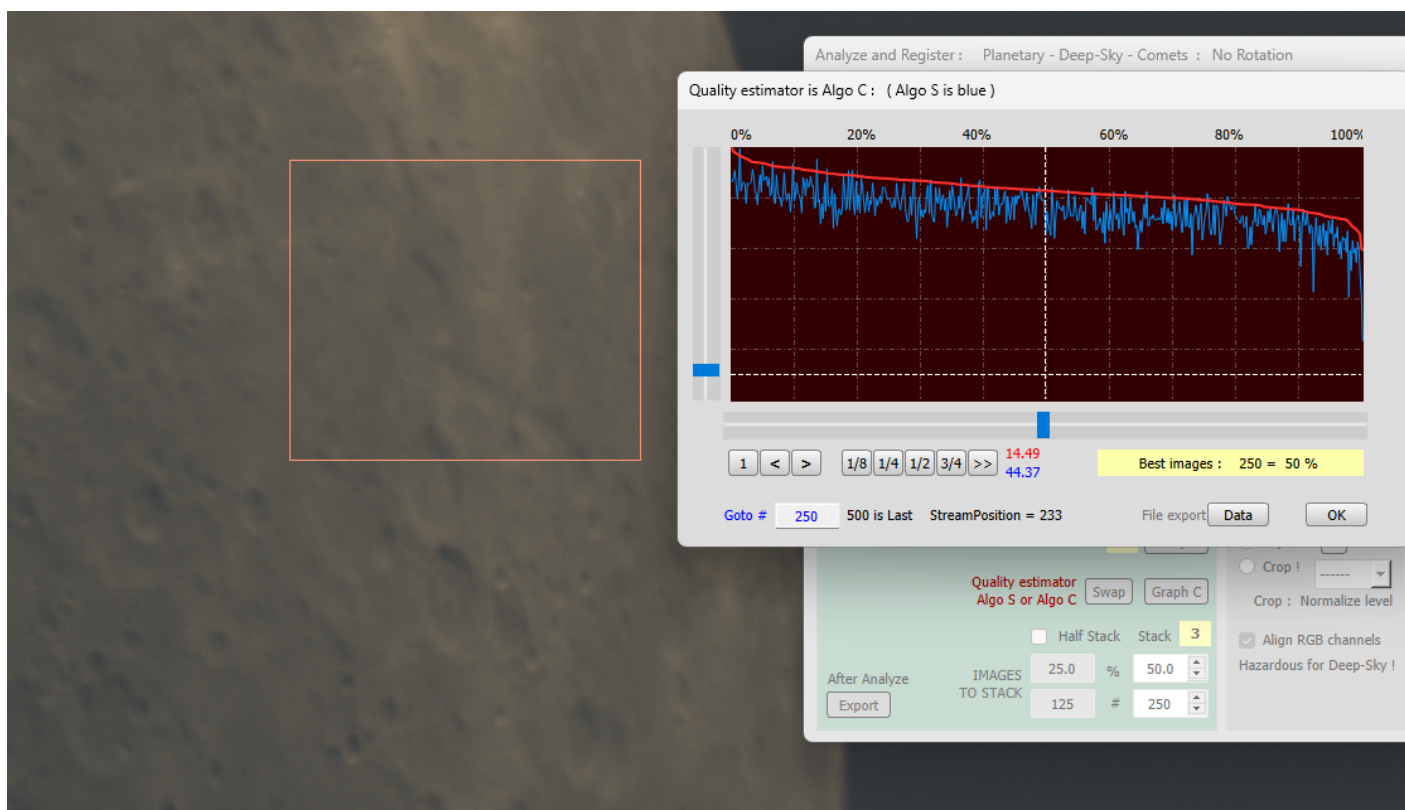 Analyze and Register : Planetary - Deep-Sky - Comets : No Rotation
Quality estimator is Algo C : ( Algo S is blue )
0% 20% 40% 60% 80% 100%
1 < > 1/8 1/4 1/2 3/4 >> 14.49
44.37
Best images : 250 = 50 %
Goto # 250 500 is Last StreamPosition = 233 File export Data OK
Crop ! ------
Quality estimator
Algo S or Algo C Swap Graph C
Crop : Normalize level
Half Stack Stack 3
Align RGB channels
Hazardous for Deep-Sky !
After Analyze
Export
IMAGES
TO STACK
25.0 % 50.0
125 # 250